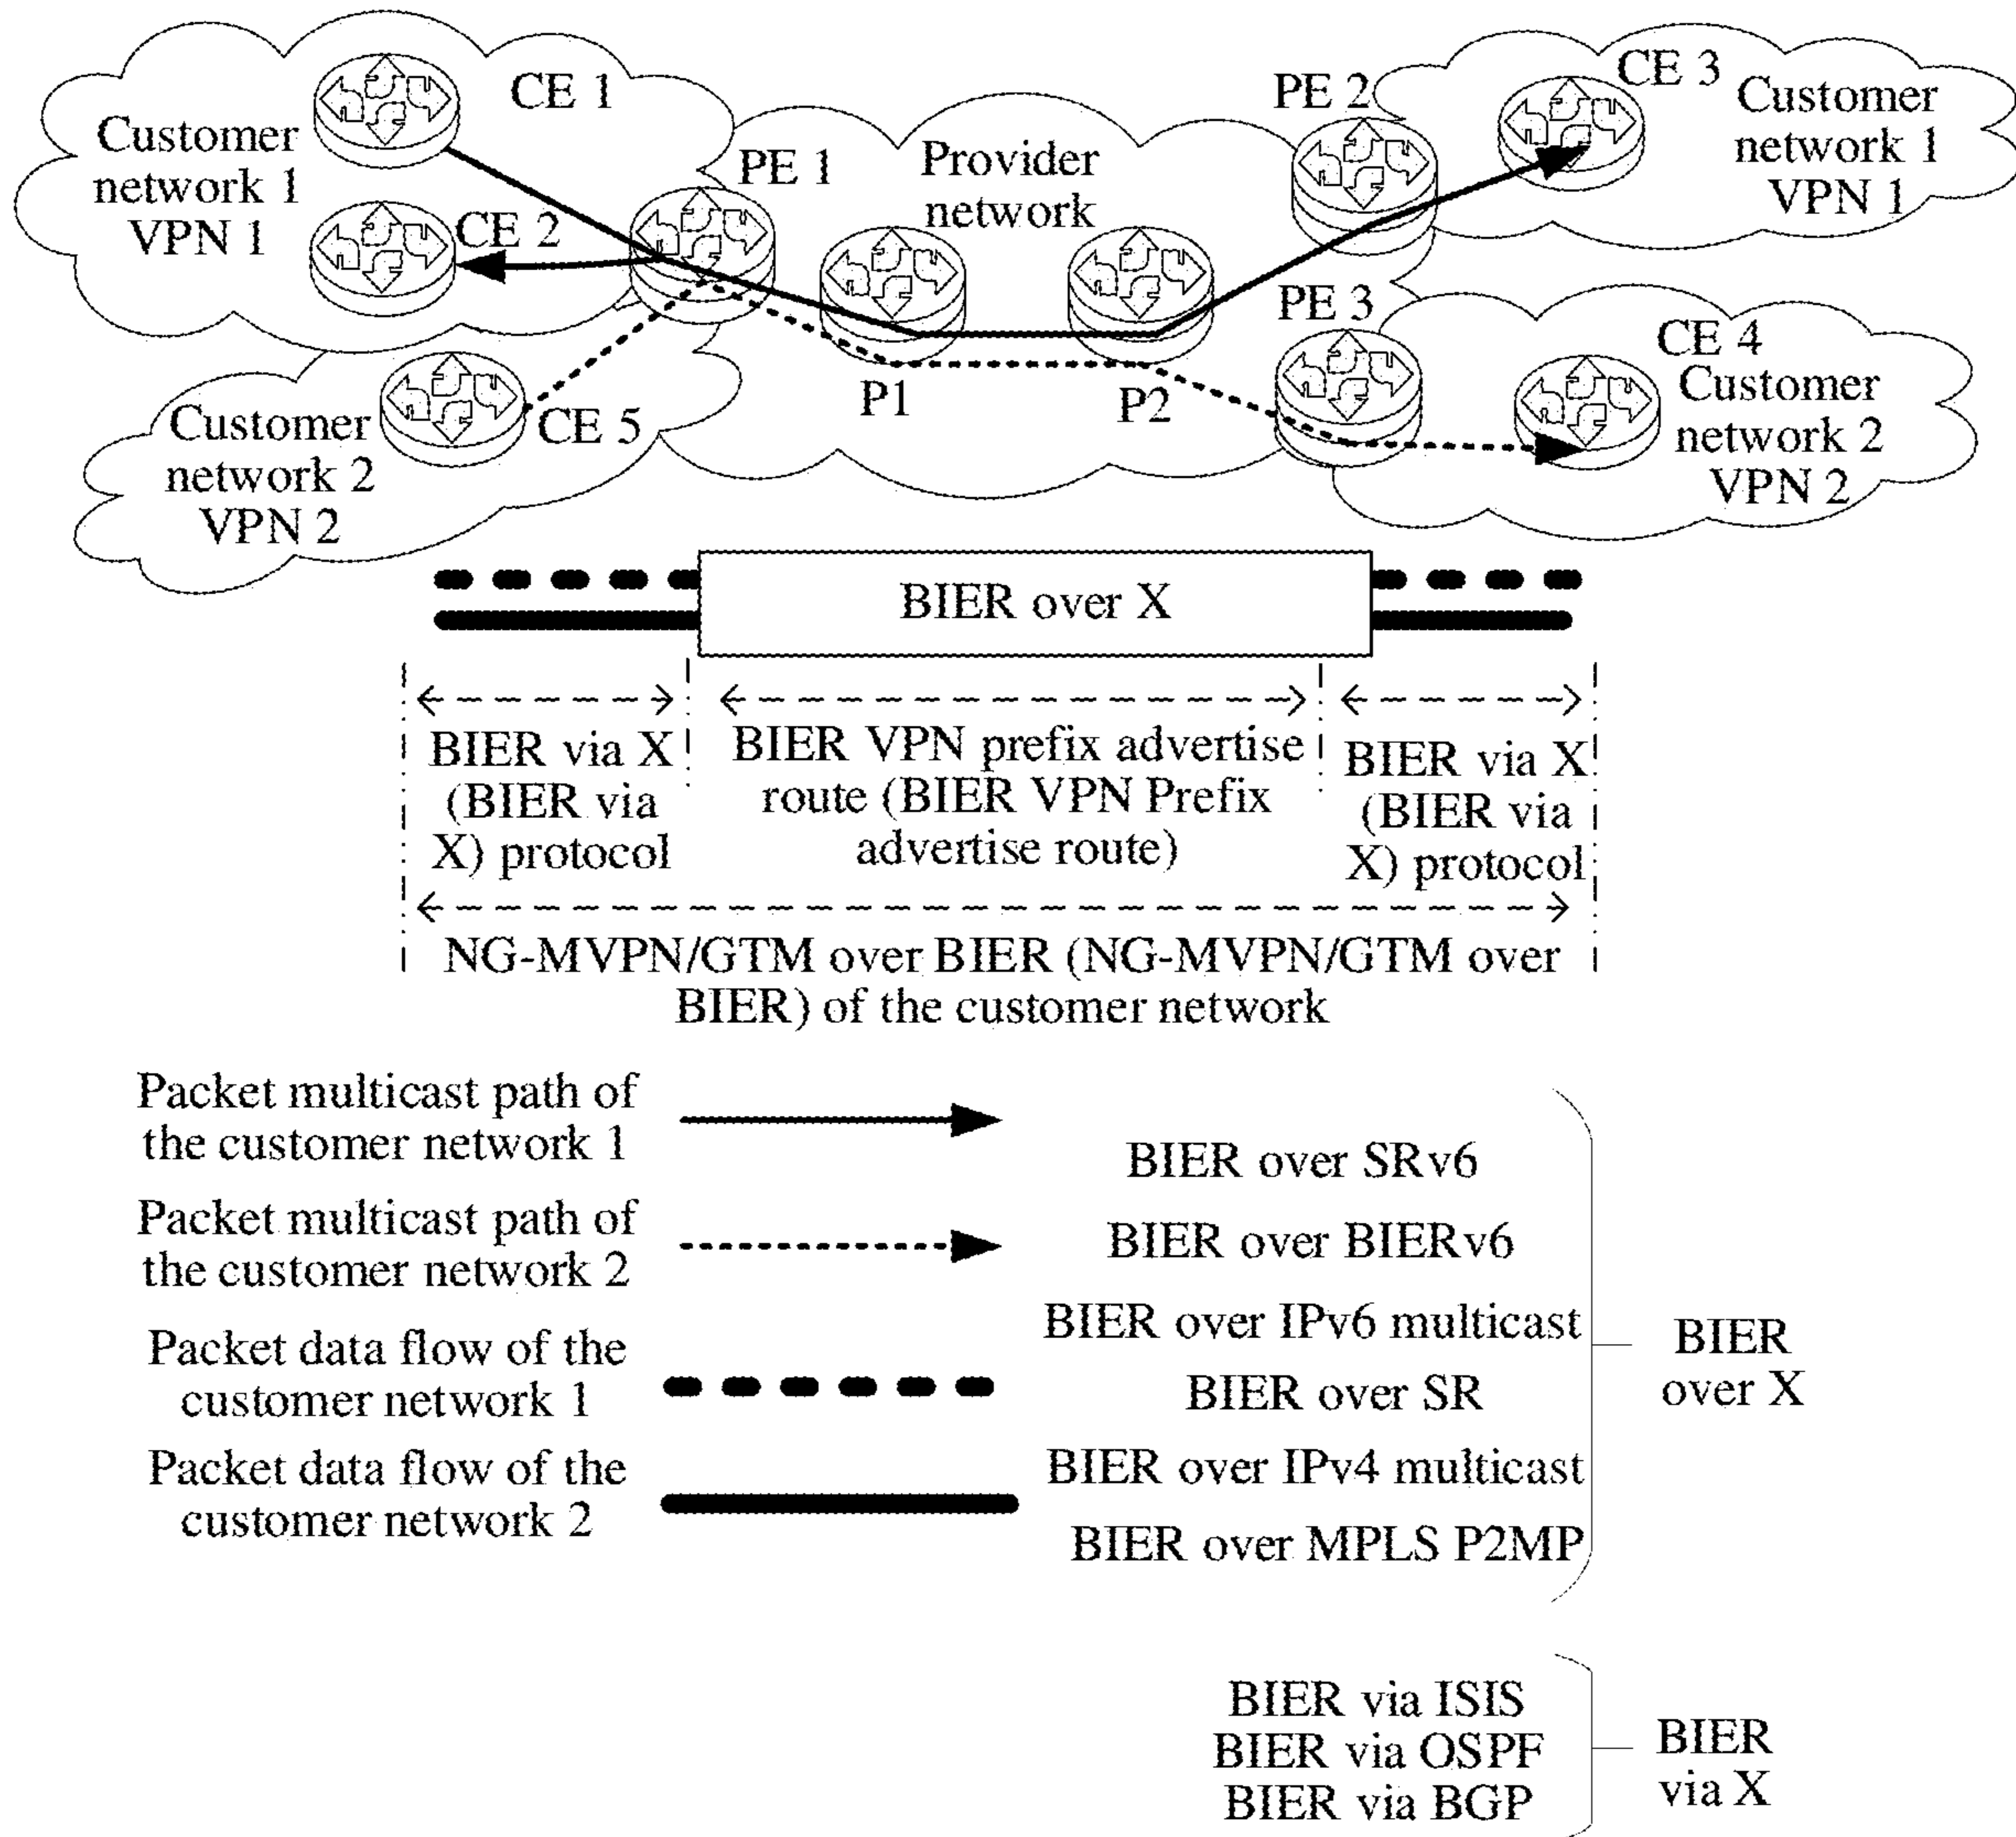 CE 1
Customer
network 1
VPN 1
CE 2
PE 1
Provider
network
PE 2
CE 3
Customer
network 1
VPN 1
PE 3
CE 4
Customer
network 2
VPN 2
P1
P2
CE 5
Customer
network 2
VPN 2
BIER over X
BIER via X
(BIER via
X) protocol
BIER VPN prefix advertise
route (BIER VPN Prefix
advertise route)
BIER via X
(BIER via
X) protocol
NG-MVPN/GTM over BIER (NG-MVPN/GTM over
BIER) of the customer network
Packet multicast path of
the customer network 1
Packet multicast path of
the customer network 2
Packet data flow of the
customer network 1
Packet data flow of the
customer network 2
BIER over SRv6
BIER over BIERv6
BIER over IPv6 multicast
BIER over SR
BIER over IPv4 multicast
BIER over MPLS P2MP
BIER
over X
BIER via ISIS
BIER via OSPF
BIER via BGP
BIER
via X